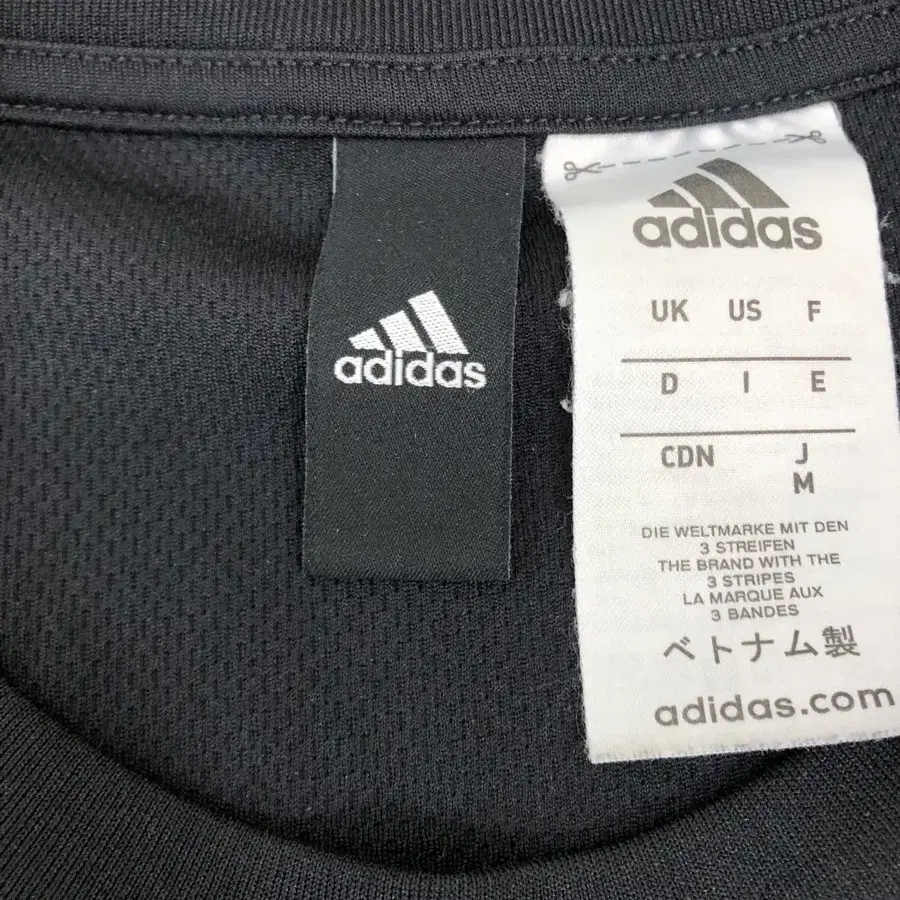 adidas
adidas
UK US F
D I E
CDN J
M
DIE WELTMARKE MIT DEN
3 STREIFEN
THE BRAND WITH THE
3 STRIPES
LA MARQUE AUX
3 BANDES
ベトナム製
adidas.com